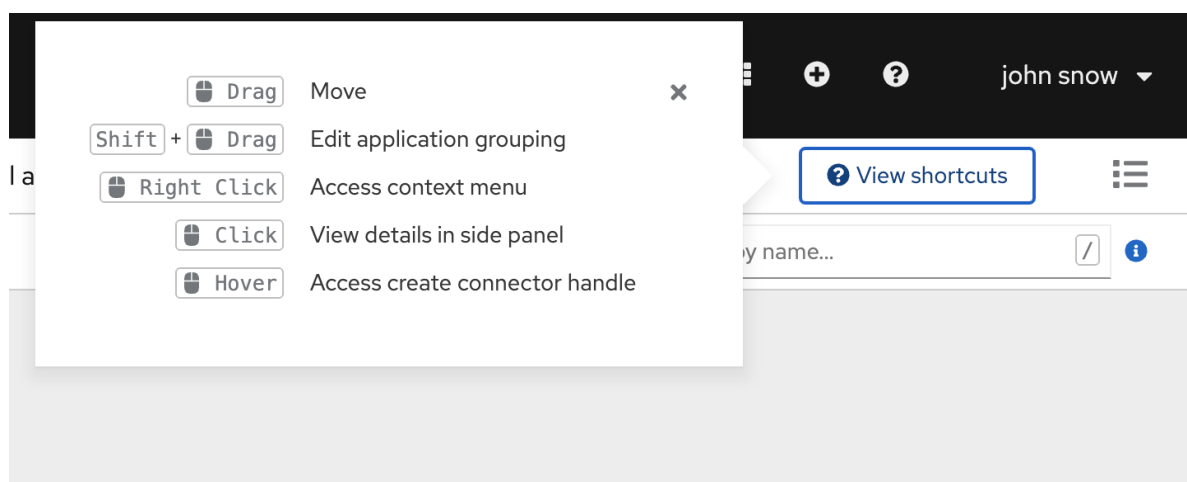 john snow
Drag Move
Shift + Drag Edit application grouping
Right Click Access context menu
Click View details in side panel
Hover Access create connector handle
l a
View shortcuts
by name... /